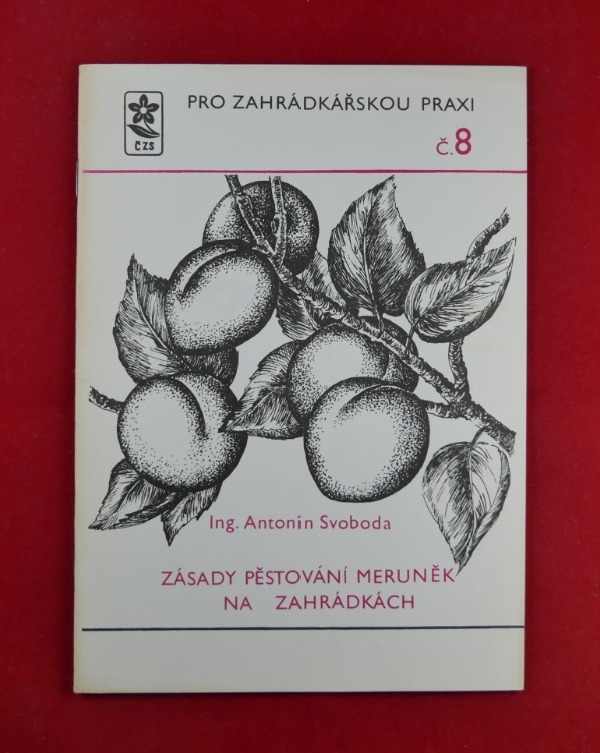 PRO ZAHRÁDKÁŘSKOU PRAXI
ČZS
Č.8
Ing. Antonín Svoboda
ZÁSADY PĚSTOVÁNÍ MERUNĚK
NA ZAHRÁDKÁCH